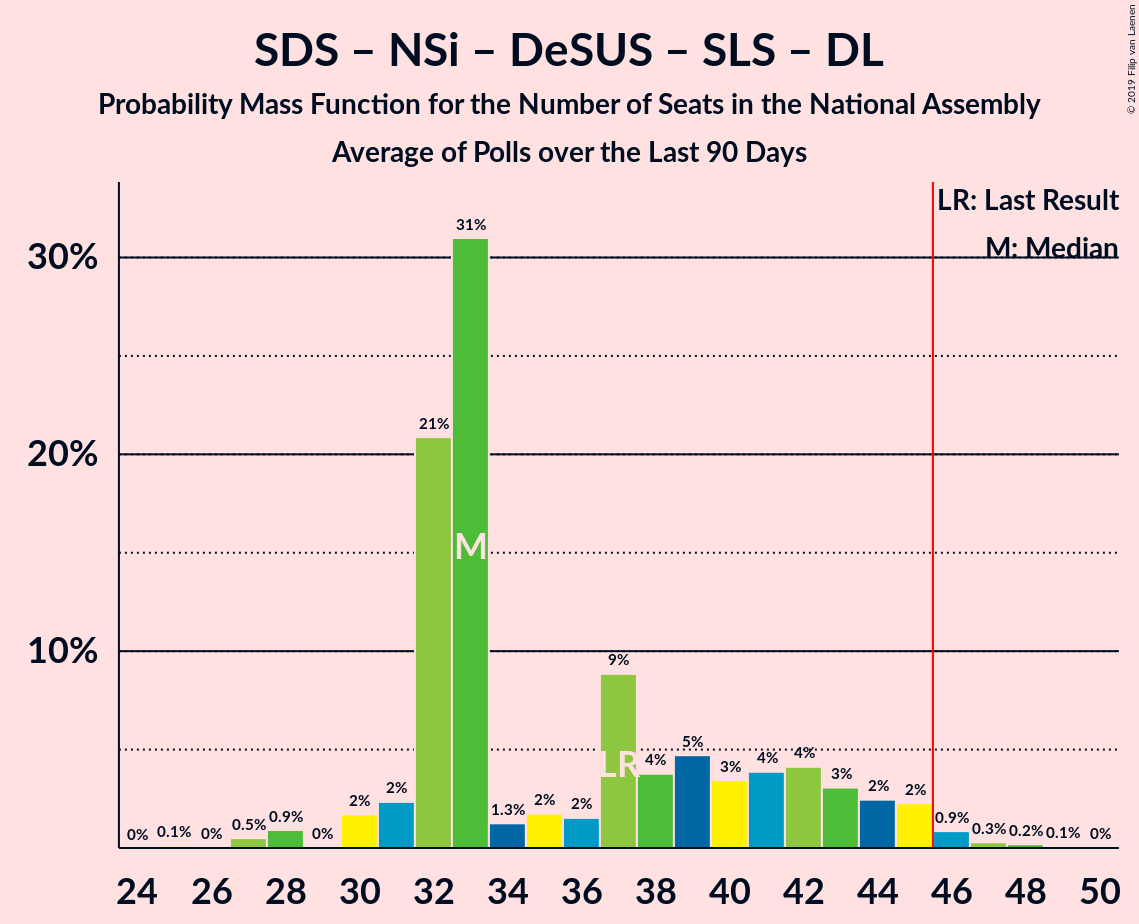 SDS – NSi – DeSUS – SLS – DL
Probability Mass Function for the Number of Seats in the National Assembly
Average of Polls over the Last 90 Days
© 2019 Filip van Laenen
LR: Last Result
M: Median
30%
20%
10%
0% 0.1% 0% 0.5% 0.9% 0% 2% 2% 21% 31% 1.3% 2% 2% 9% 4% 5% 3% 4% 4% 3% 2% 2% 0.9% 0.3% 0.2% 0.1% 0%
M
LR
24 26 28 30 32 34 36 38 40 42 44 46 48 50